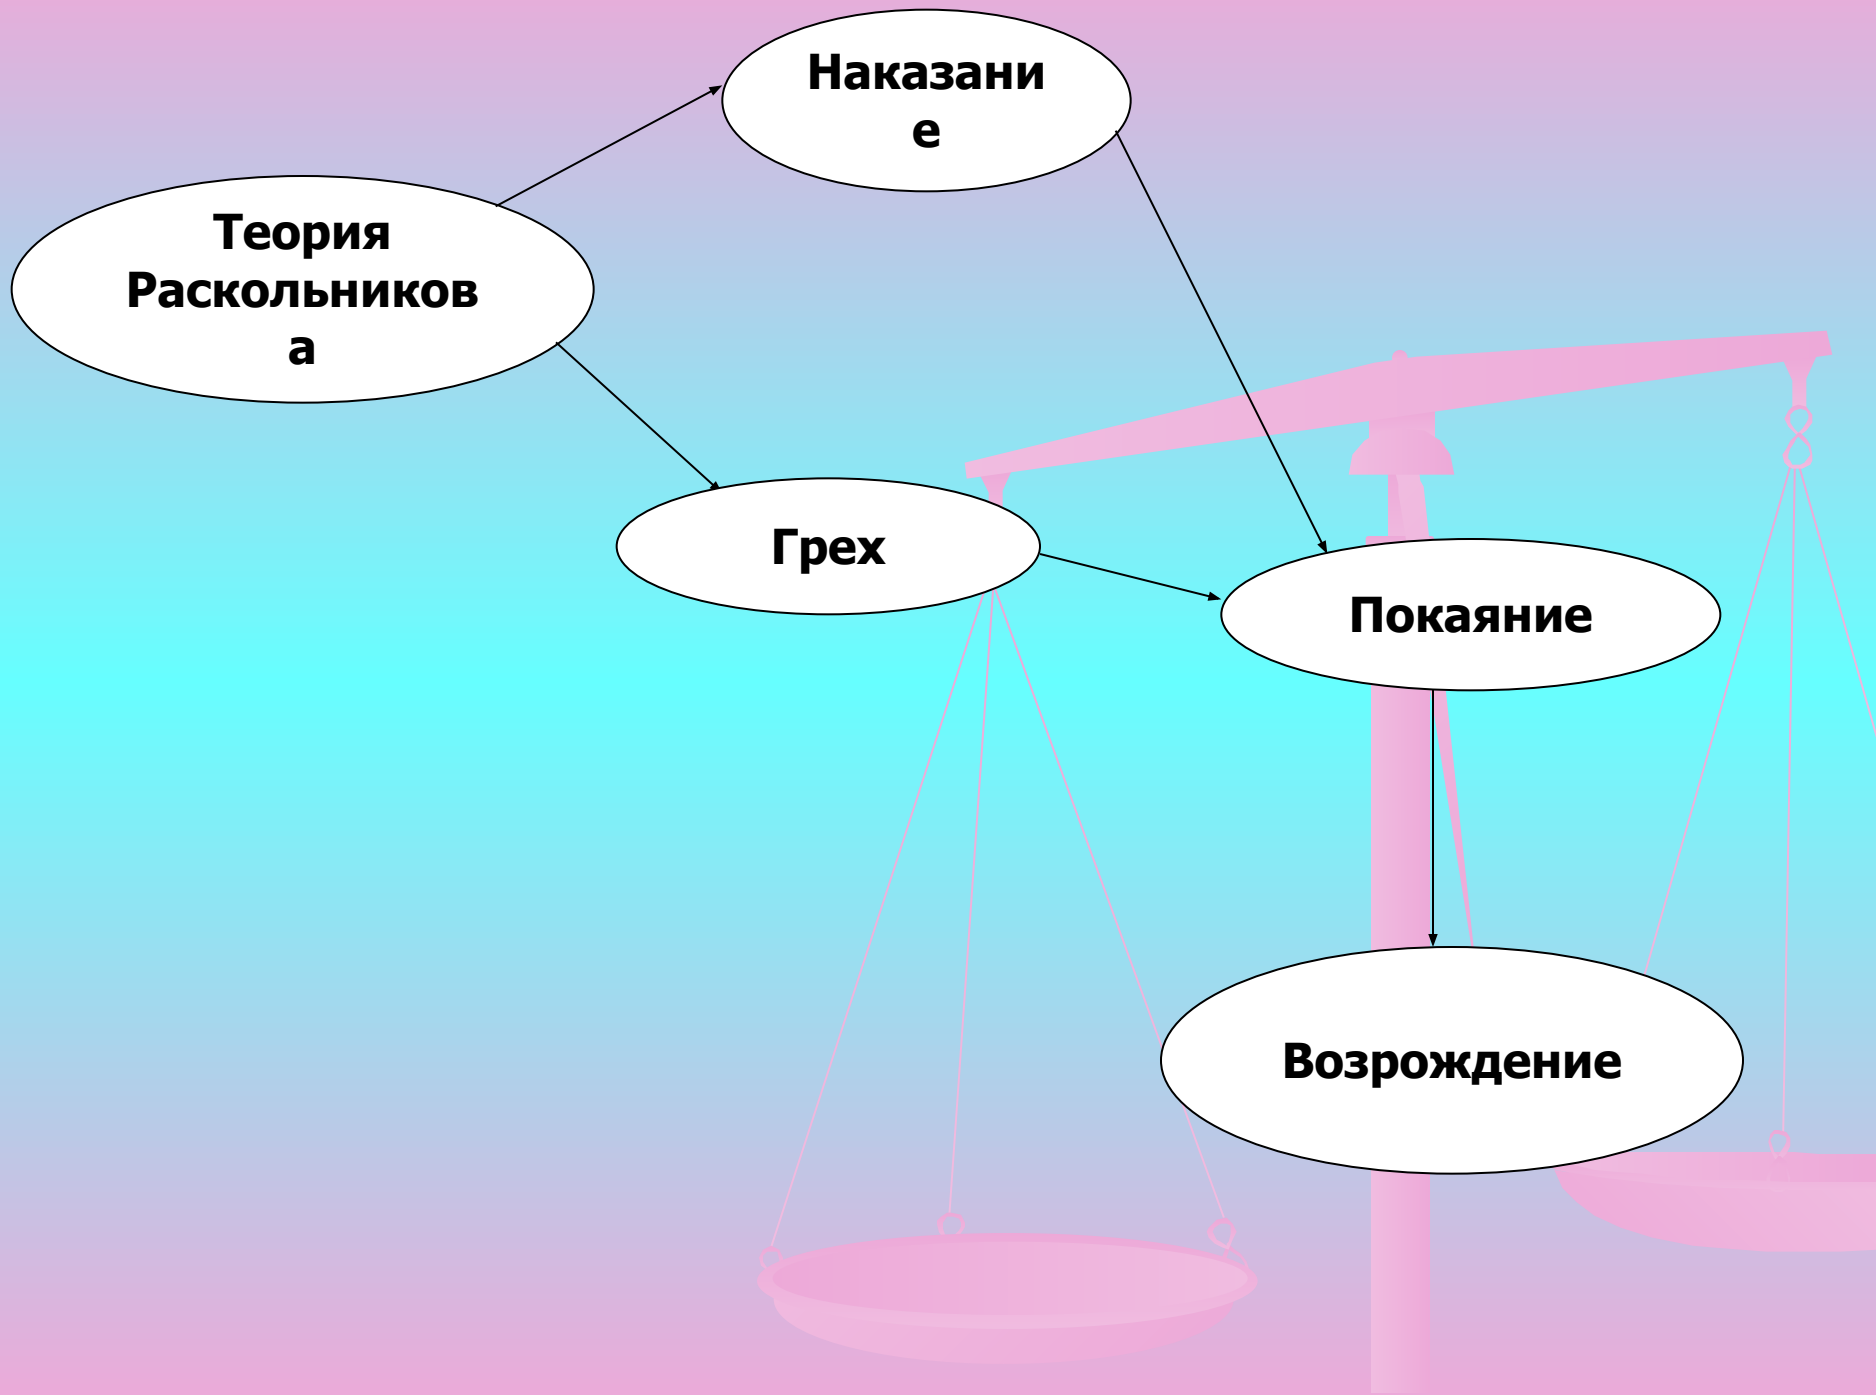 Наказани
е
Теория
Раскольников
а
Грех
Покаяние
Возрождение